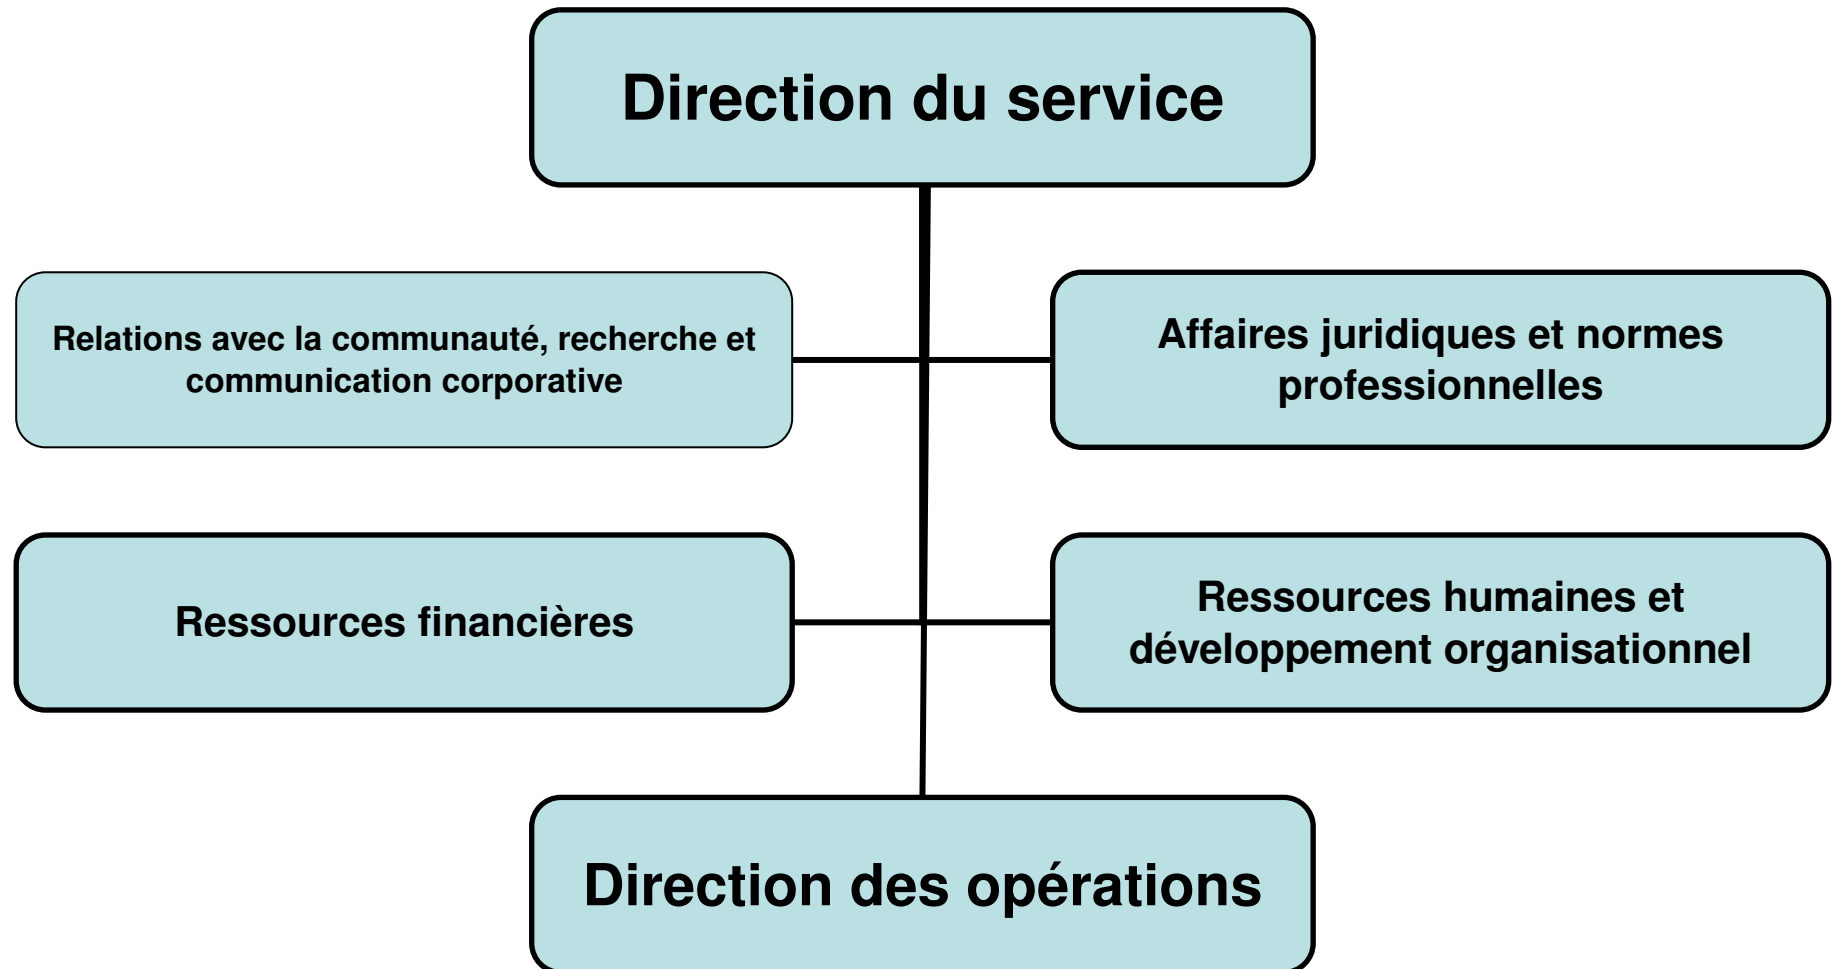 Direction du service
Relations avec la communauté, recherche et
communication corporative
Affaires juridiques et normes
professionnelles
Ressources financières
Ressources humaines et
développement organisationnel
Direction des opérations